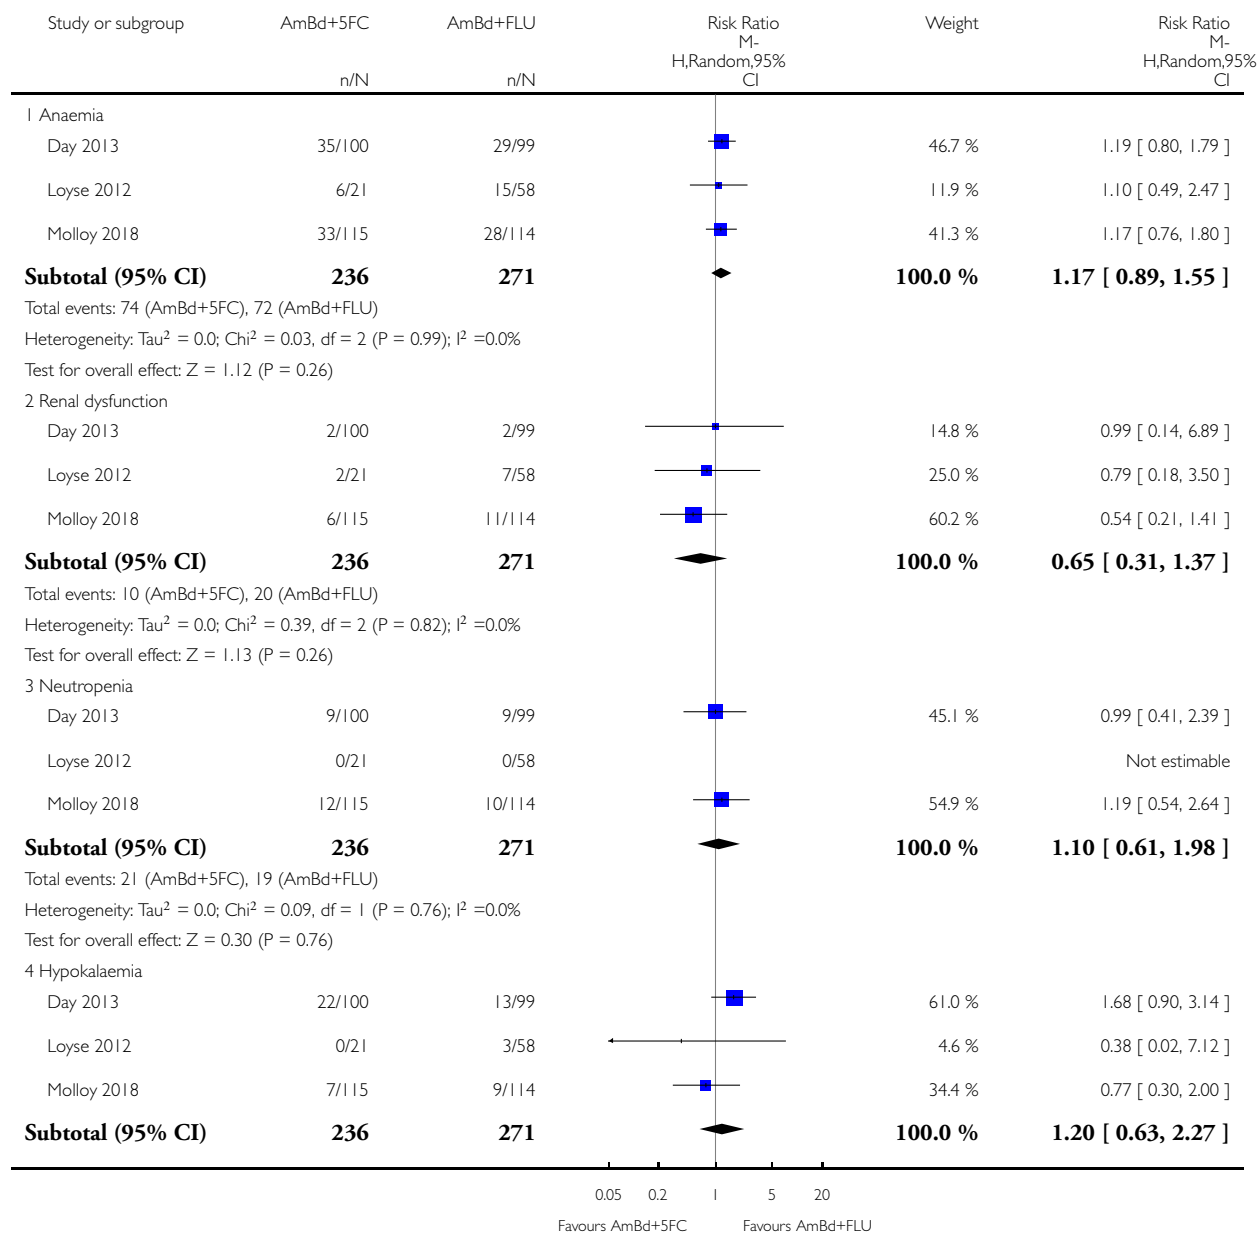 Study or subgroup AmBd+5FC AmBd+FLU Risk Ratio Weight Risk Ratio
M- M-
H,Random,95% H,Random,95%
n/N n/N CI CI
1 Anaemia
Day 2013 35/100 29/99 46.7 % 1.19 [ 0.80, 1.79 ]
Loyse 2012 6/21 15/58 11.9 % 1.10 [ 0.49, 2.47 ]
Molloy 2018 33/115 28/114 41.3 % 1.17 [ 0.76, 1.80 ]
Subtotal (95% CI) 236 271 100.0 % 1.17 [ 0.89, 1.55 ]
Total events: 74 (AmBd+5FC), 72 (AmBd+FLU)
Heterogeneity: Tau² = 0.0; Chi² = 0.03, df = 2 (P = 0.99); I² =0.0%
Test for overall effect: Z = 1.12 (P = 0.26)
2 Renal dysfunction
Day 2013 2/100 2/99 14.8 % 0.99 [ 0.14, 6.89 ]
Loyse 2012 2/21 7/58 25.0 % 0.79 [ 0.18, 3.50 ]
Molloy 2018 6/115 11/114 60.2 % 0.54 [ 0.21, 1.41 ]
Subtotal (95% CI) 236 271 100.0 % 0.65 [ 0.31, 1.37 ]
Total events: 10 (AmBd+5FC), 20 (AmBd+FLU)
Heterogeneity: Tau² = 0.0; Chi² = 0.39, df = 2 (P = 0.82); I² =0.0%
Test for overall effect: Z = 1.13 (P = 0.26)
3 Neutropenia
Day 2013 9/100 9/99 45.1 % 0.99 [ 0.41, 2.39 ]
Loyse 2012 0/21 0/58 Not estimable
Molloy 2018 12/115 10/114 54.9 % 1.19 [ 0.54, 2.64 ]
Subtotal (95% CI) 236 271 100.0 % 1.10 [ 0.61, 1.98 ]
Total events: 21 (AmBd+5FC), 19 (AmBd+FLU)
Heterogeneity: Tau² = 0.0; Chi² = 0.09, df = 1 (P = 0.76); I² =0.0%
Test for overall effect: Z = 0.30 (P = 0.76)
4 Hypokalaemia
Day 2013 22/100 13/99 61.0 % 1.68 [ 0.90, 3.14 ]
Loyse 2012 0/21 3/58 4.6 % 0.38 [ 0.02, 7.12 ]
Molloy 2018 7/115 9/114 34.4 % 0.77 [ 0.30, 2.00 ]
Subtotal (95% CI) 236 271 100.0 % 1.20 [ 0.63, 2.27 ]
0.05 0.2 1 5 20
Favours AmBd+5FC Favours AmBd+FLU